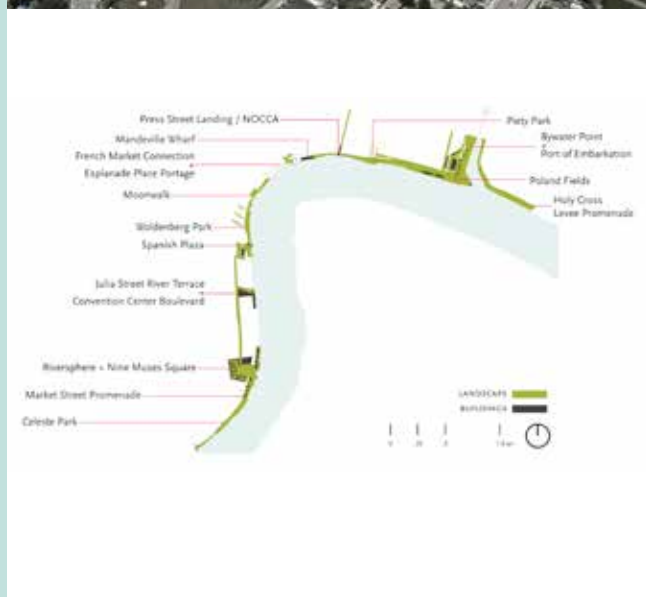 Press Street Landing / NOCCA
Mandeville Wharf
French Market Connection
+
Esplanade Place Portage
Moonwalk
Woldenberg Park
Spanish Plaza
Julia Street River Terrace
+
Convention Center Boulevard
Riversphere + Nine Muses Square
Market Street Promenade
Celeste Park
Piety Park
Bywater Point
+
Port of Embarkation
Poland Fields
Holy Cross
Levee Promenade
LANDSCAPE
BUILDINGS